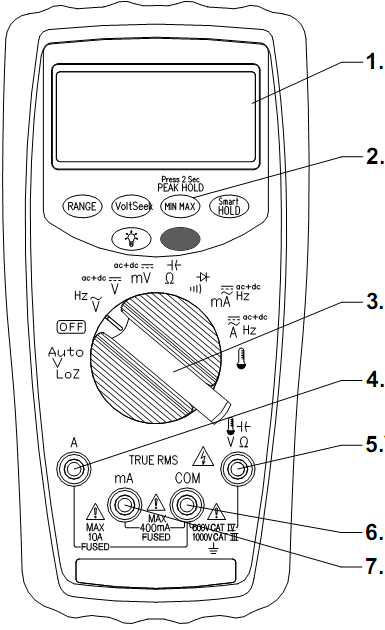 1.
2.
Press 2 Sec
PEAK HOLD
RANGE
VoltSeek
MIN MAX
Smart
HOLD
ac+dc
mV
Ω
ac+dc
V
Hz
V
ac+dc
mA Hz
ac+dc
A Hz
3.
OFF
Auto
V
LoZ
4.
A
V Ω
5.
TRUE RMS
mA
COM
MAX
10A
FUSED
MAX
400mA
FUSED
600V CAT IV
1000V CAT III
6.
7.